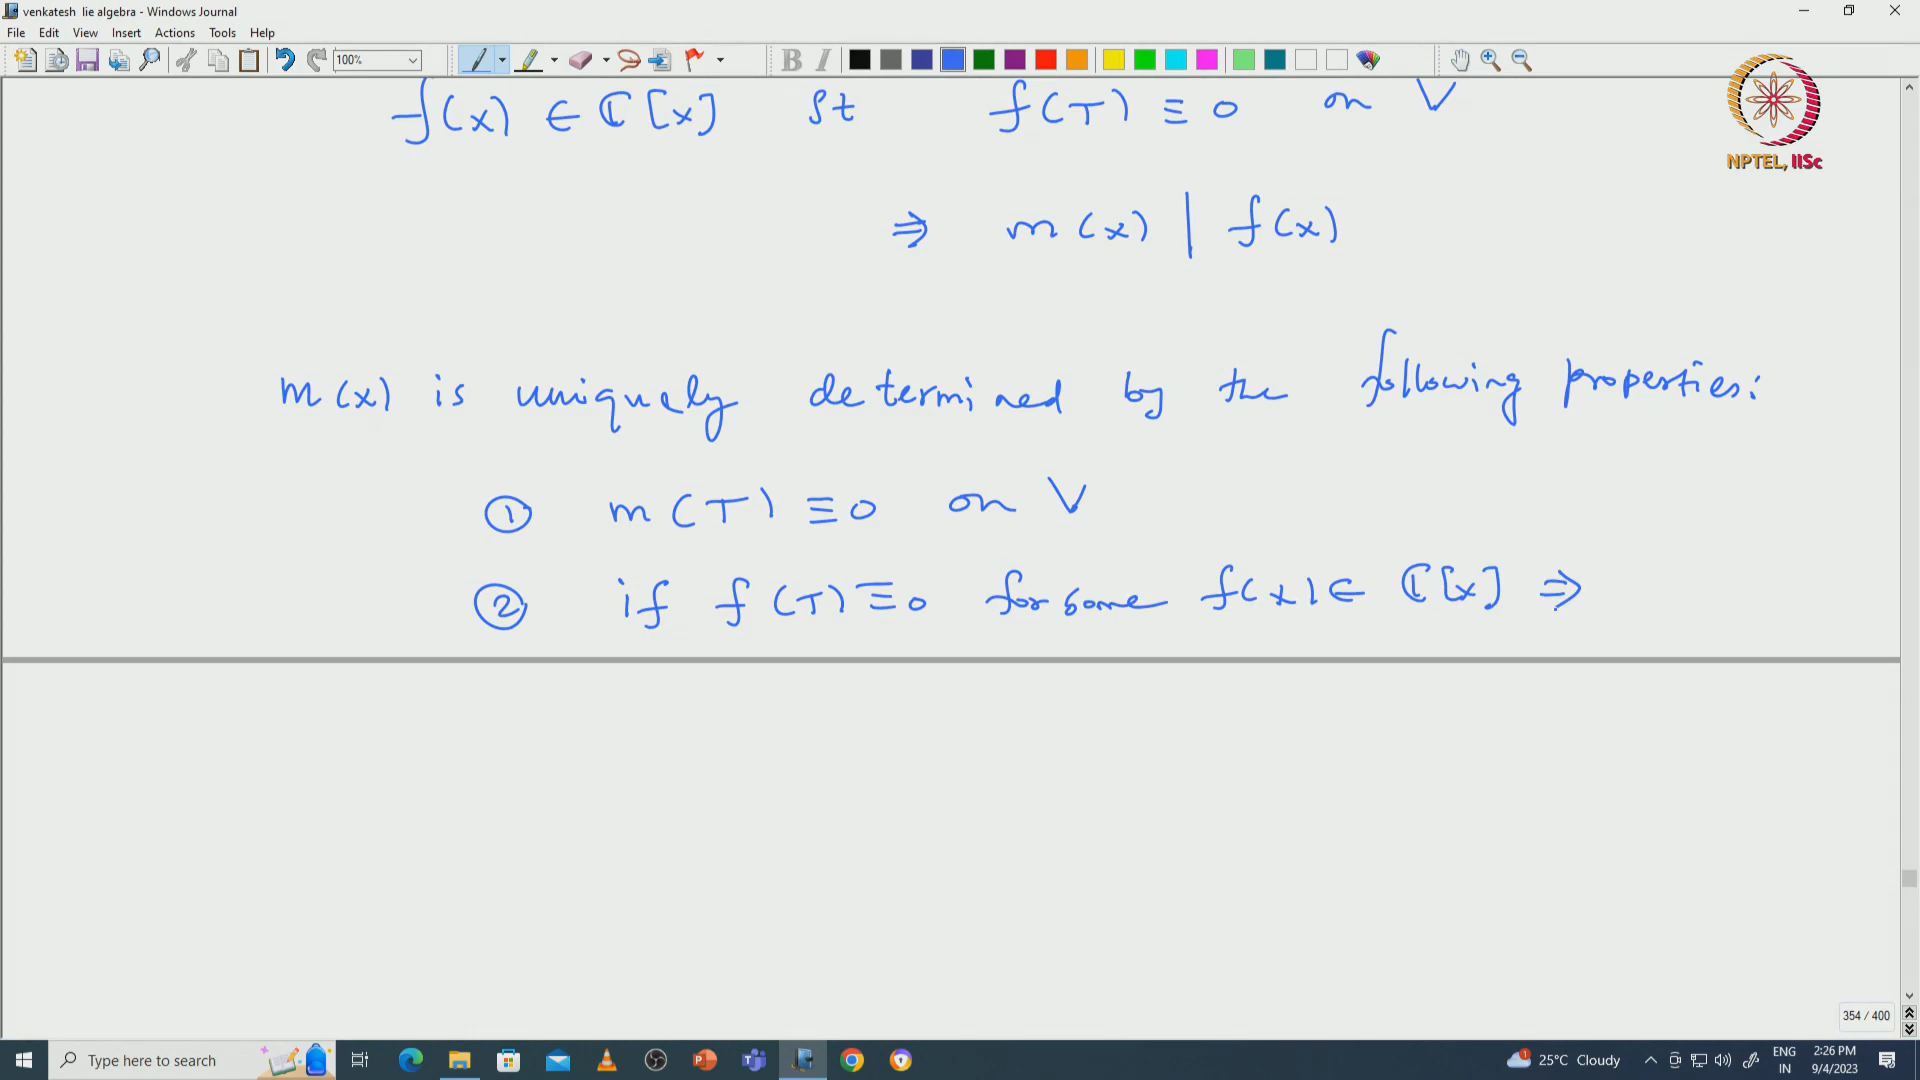 venkatesh lie algebra - Windows Journal
File Edit View Insert Actions Tools Help
100%
B I
NPTEL, IISc
f(x) ∈ ℂ[x] st f(T) ≡ 0 on V
⇒ m(x) | f(x)
m(x) is uniquely determined by the following properties:
① m(T) ≡ 0 on V
② if f(T) ≡ 0 for some f(x) ∈ ℂ[x] ⇒
354 / 400
Type here to search
1
25°C Cloudy
ENG
IN
2:26 PM
9/4/2023